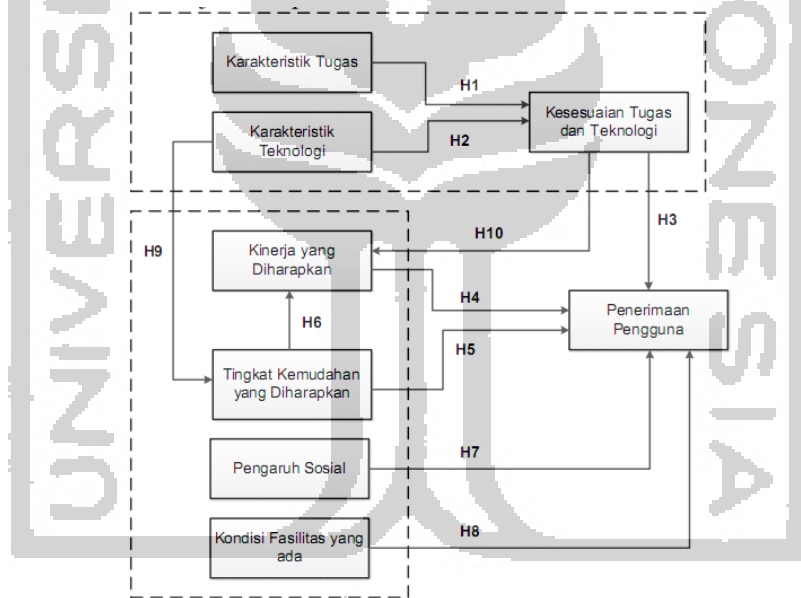 Karakteristik Tugas
H1
Karakteristik
Teknologi
H2
Kesesuaian Tugas
dan Teknologi
H3
H9
H10
Kinerja yang
Diharapkan
H4
H6
H5
Penerimaan
Pengguna
Tingkat Kemudahan
yang Diharapkan
Pengaruh Sosial
H7
Kondisi Fasilitas yang
ada
H8